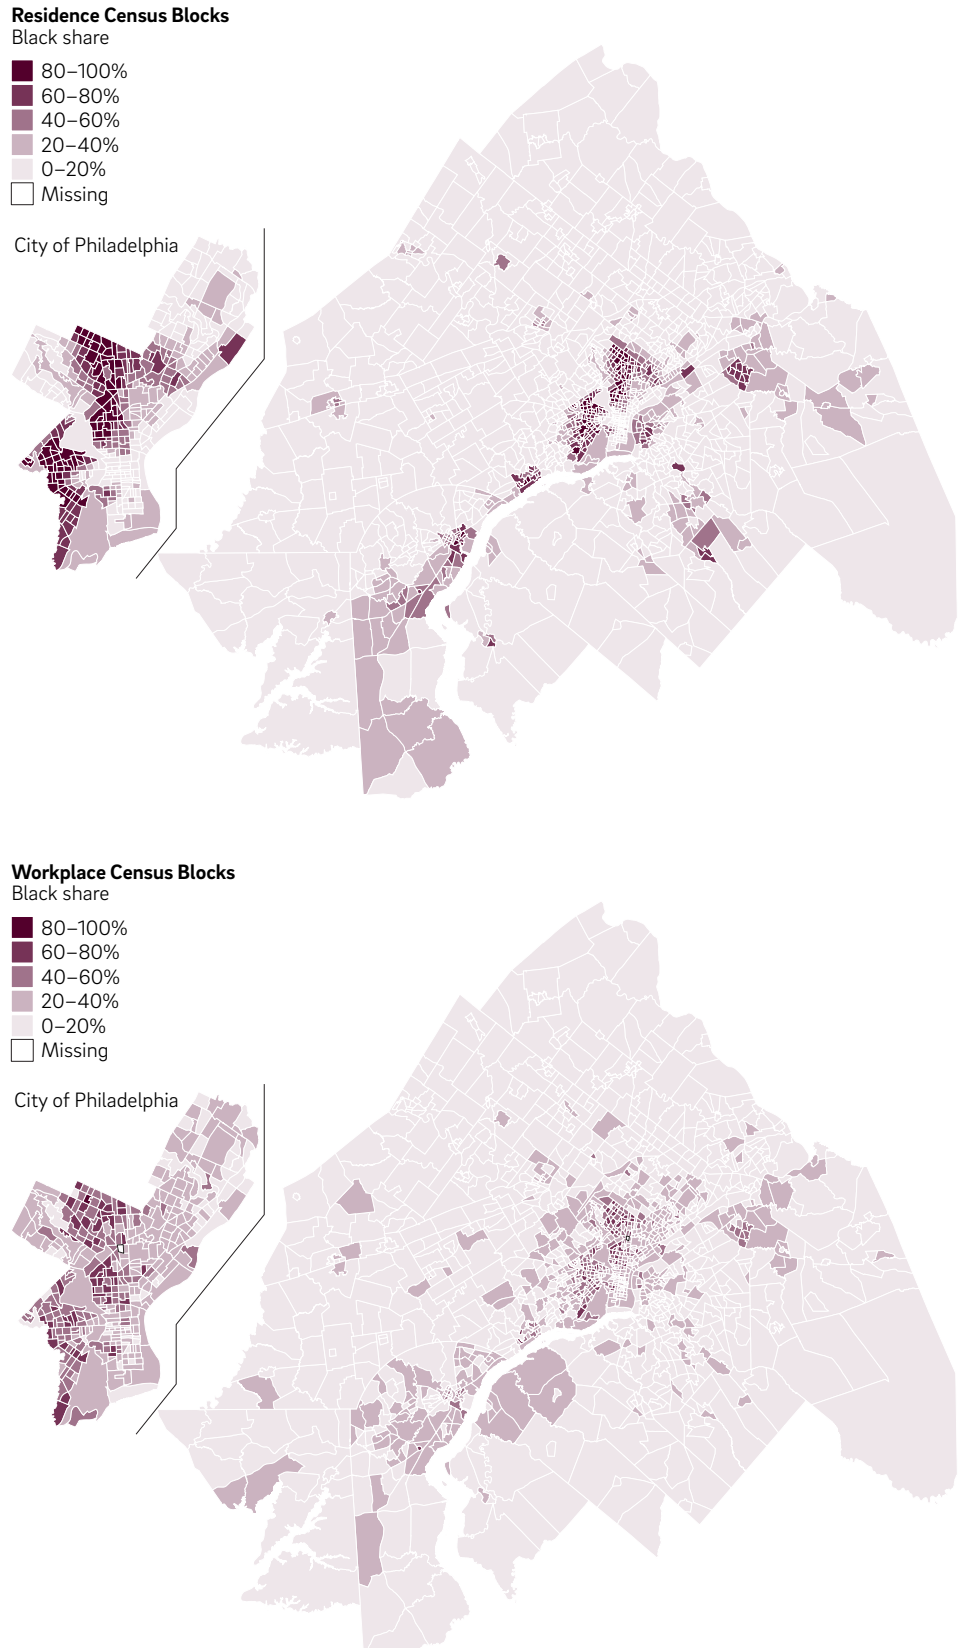 Residence Census Blocks
Black share
80–100%
60–80%
40–60%
20–40%
0–20%
Missing
City of Philadelphia
Workplace Census Blocks
Black share
80–100%
60–80%
40–60%
20–40%
0–20%
Missing
City of Philadelphia